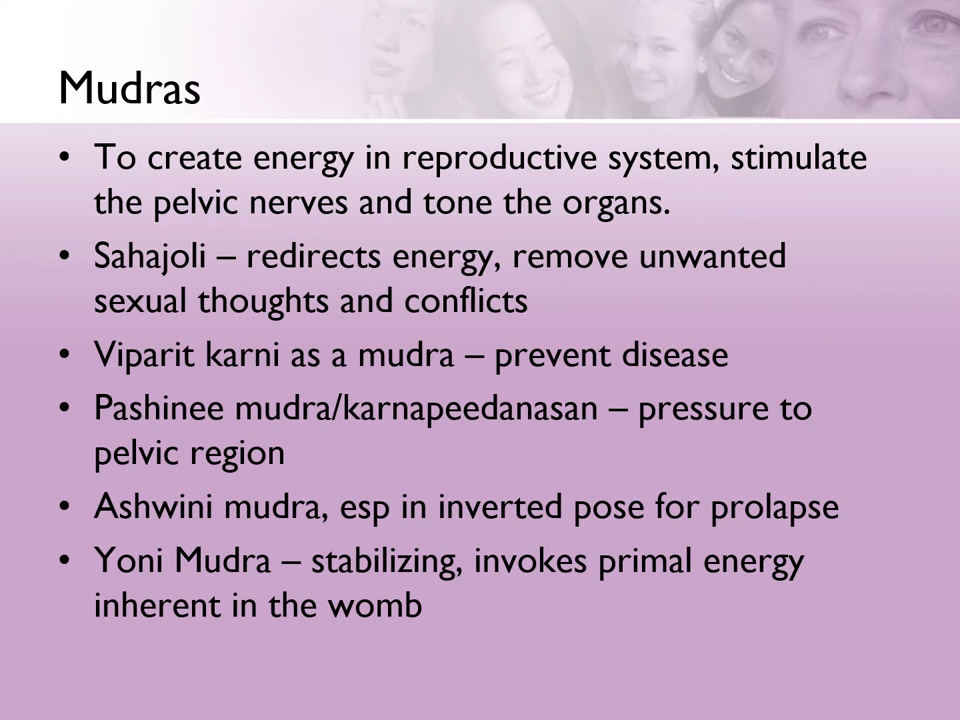 Mudras
• To create energy in reproductive system, stimulate
the pelvic nerves and tone the organs.
• Sahajoli – redirects energy, remove unwanted
sexual thoughts and conflicts
• Viparit karni as a mudra – prevent disease
• Pashinee mudra/karnapeedanasan – pressure to
pelvic region
• Ashwini mudra, esp in inverted pose for prolapse
• Yoni Mudra – stabilizing, invokes primal energy
inherent in the womb